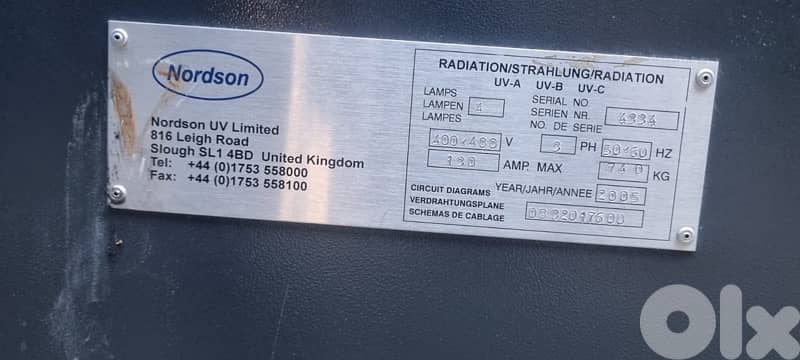 Nordson
Nordson UV Limited
816 Leigh Road
Slough SL1 4BD United Kingdom
Tel: +44 (0)1753 558000
Fax: +44 (0)1753 558100
RADIATION/STRAHLUNG/RADIATION
UV-A UV-B UV-C
LAMPS
LAMPEN 4
LAMPES
SERIAL NO.
SERIEN NR. 4334
NO. DE SERIE
400-480 V 3 PH 50-60 HZ
AMP. MAX 740 KG
CIRCUIT DIAGRAMS
VERDRAHTUNGSPLANE
SCHEMAS DE CABLAGE
YEAR/JAHR/ANNEE 2005
Olx